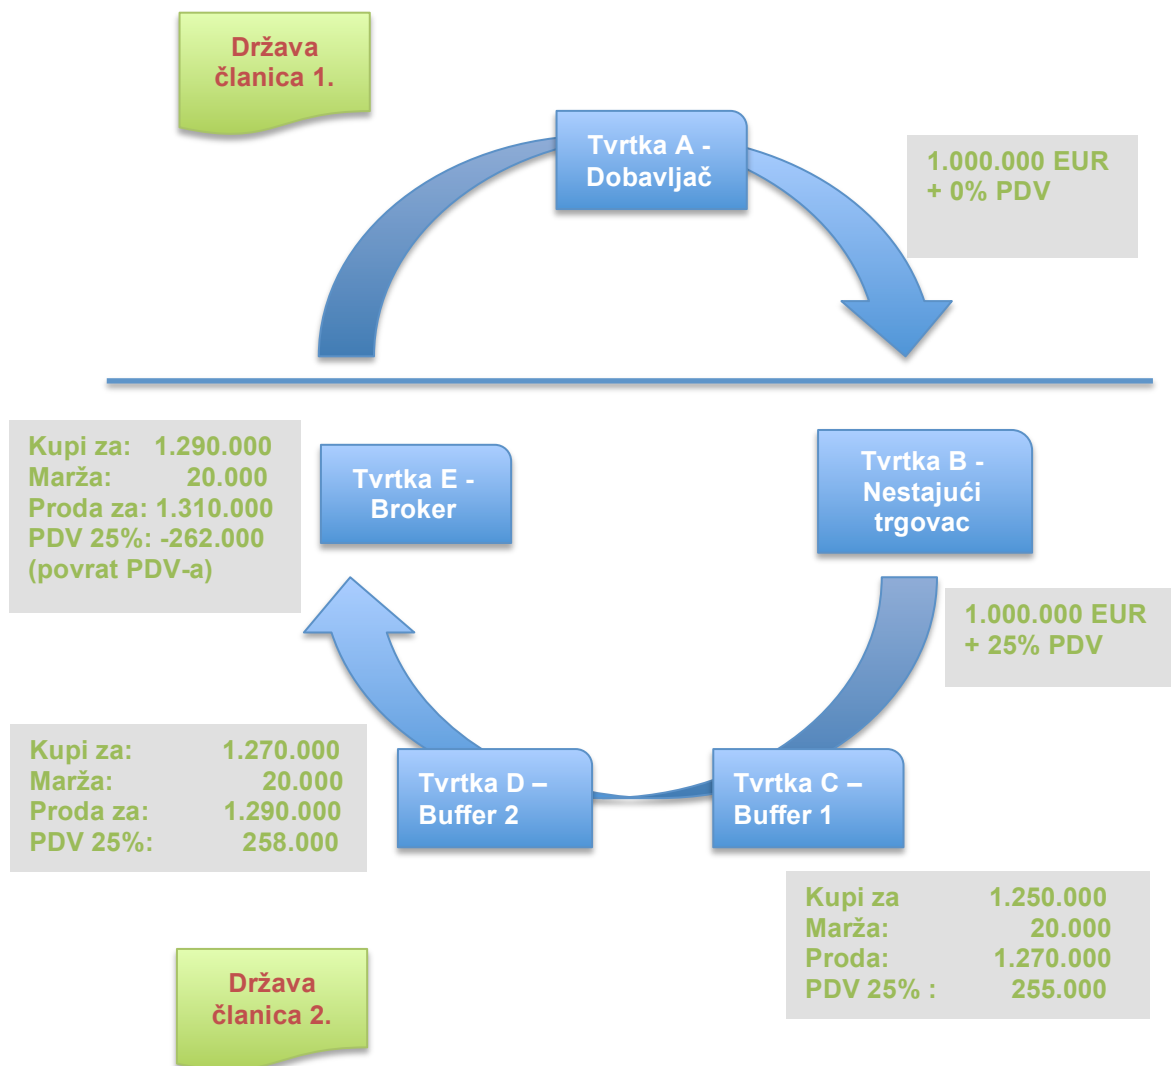 Država
članica 1.
Tvrtka A -
Dobavljač
1.000.000 EUR
+ 0% PDV
Kupi za: 1.290.000
Marža: 20.000
Proda za: 1.310.000
PDV 25%: -262.000
(povrat PDV-a)
Tvrtka E -
Broker
Tvrtka B -
Nestajući
trgovac
1.000.000 EUR
+ 25% PDV
Kupi za: 1.270.000
Marža: 20.000
Proda za: 1.290.000
PDV 25%: 258.000
Tvrtka D –
Buffer 2
Tvrtka C –
Buffer 1
Kupi za 1.250.000
Marža: 20.000
Proda: 1.270.000
PDV 25% : 255.000
Država
članica 2.